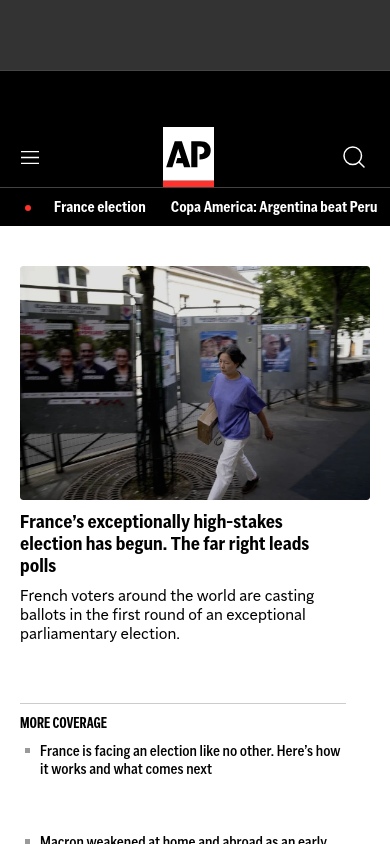 AP
France election Copa America: Argentina beat Peru
France’s exceptionally high-stakes
election has begun. The far right leads
polls
French voters around the world are casting
ballots in the first round of an exceptional
parliamentary election.
MORE COVERAGE
France is facing an election like no other. Here’s how
it works and what comes next
Macron weakened at home and abroad as an early